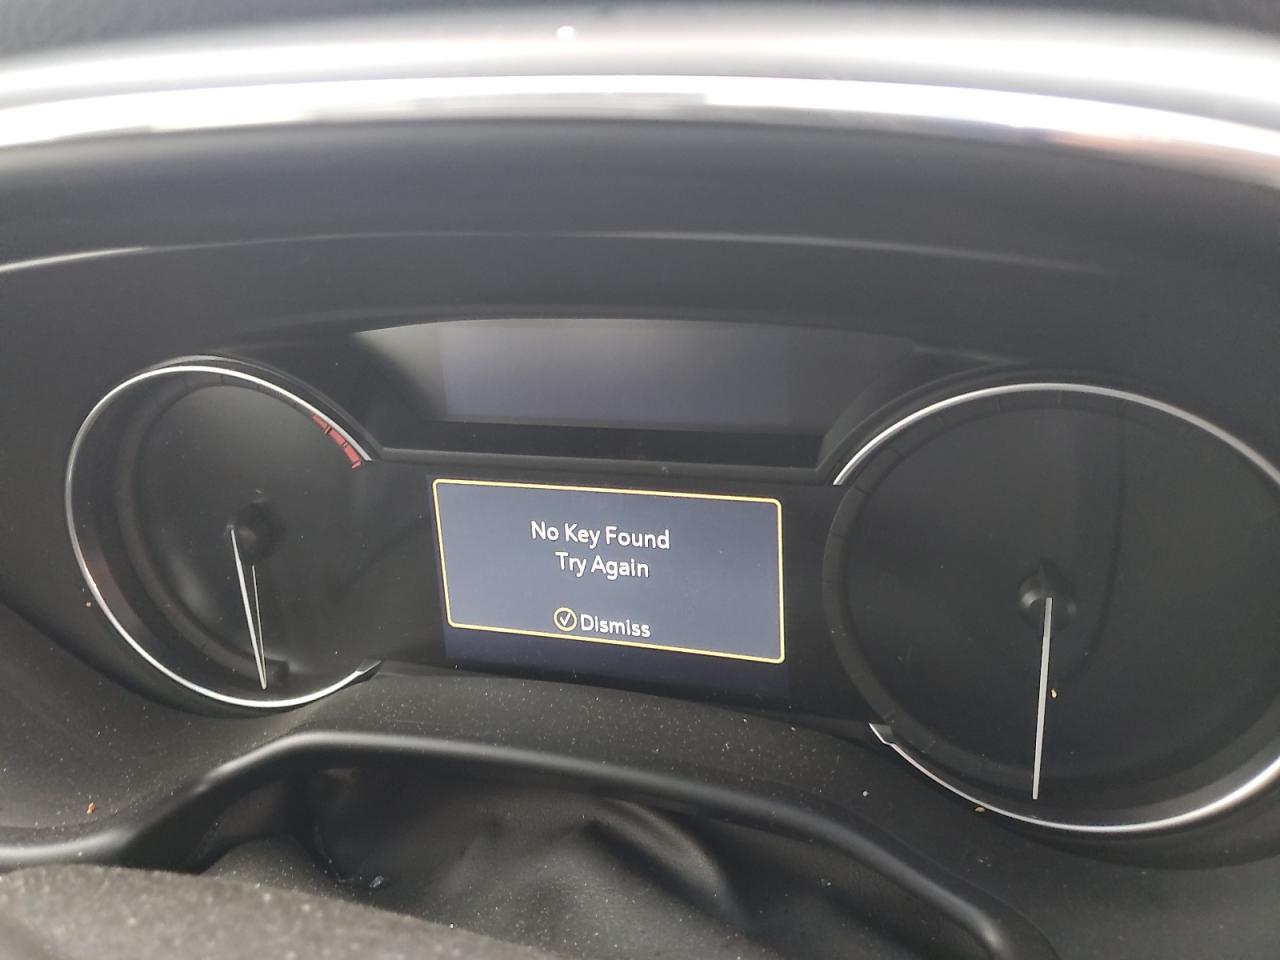 No Key Found
Try Again
Dismiss